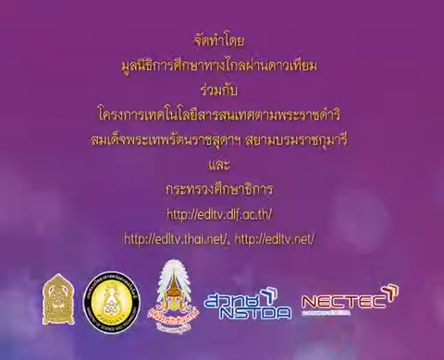 จัดทำโดย
มูลนิธิการศึกษาทางไกลผ่านดาวเทียม
ร่วมกับ
โครงการเทคโนโลยีสารสนเทศตามพระราชดำริ
สมเด็จพระเทพรัตนราชสุดาฯ สยามบรมราชกุมารี
และ
กระทรวงศึกษาธิการ
http://edltv.dlf.ac.th/
http://edltv.thai.net/, http://edltv.net/
สวทช NECTEC
NSTDA